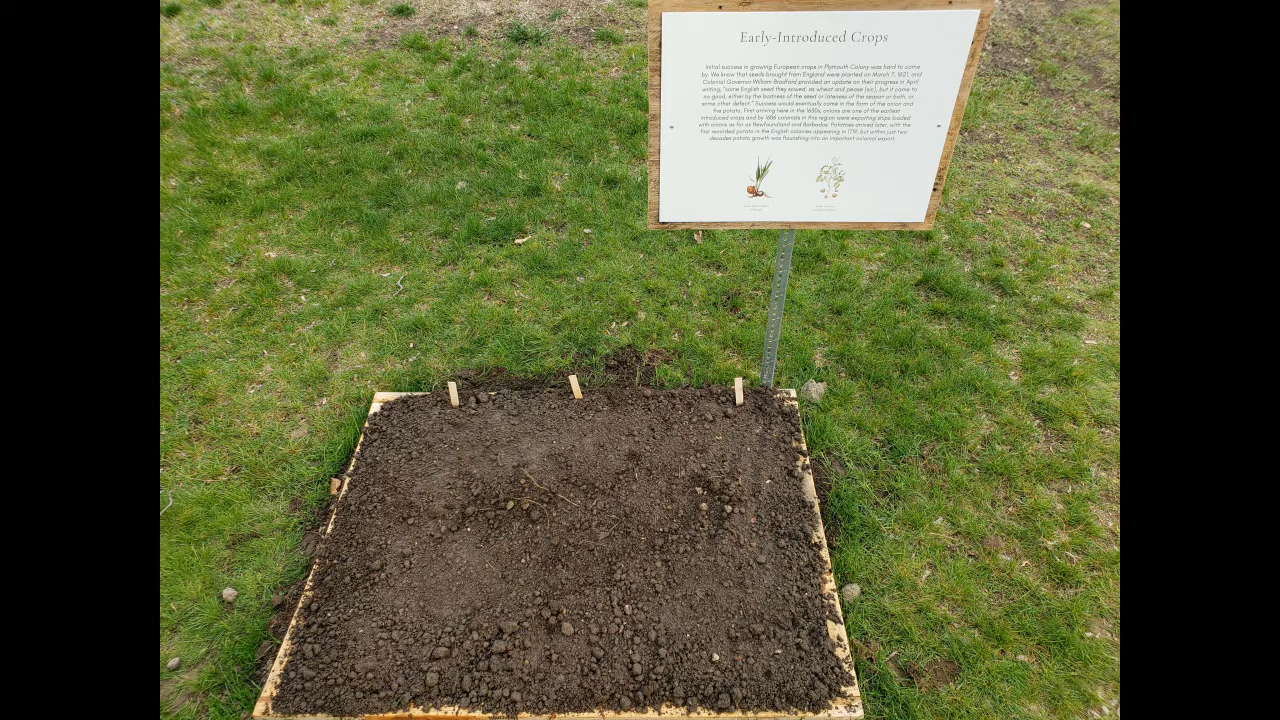 Early-Introduced Crops
Initial success in growing European crops in Plymouth Colony was hard to come
by. We know that seeds brought from England were planted on March 7, 1621, and
Colonial Governor William Bradford provided an update on their progress in April
writing, "some English seed they sowed, as wheat and pease [sic], but it came to
no good, either by the badness of the seed or lateness of the season or both, or
some other defect." Success would eventually come in the form of the onion and
the potato. First arriving here in the 1630s, onions are one of the earliest
introduced crops and by 1686 colonists in this region were exporting ships loaded
with onions as far as Newfoundland and Barbados. Potatoes arrived later, with the
first recorded potato in the English colonies appearing in 1719, but within just two
decades potato growth was flourishing into an important colonial export.